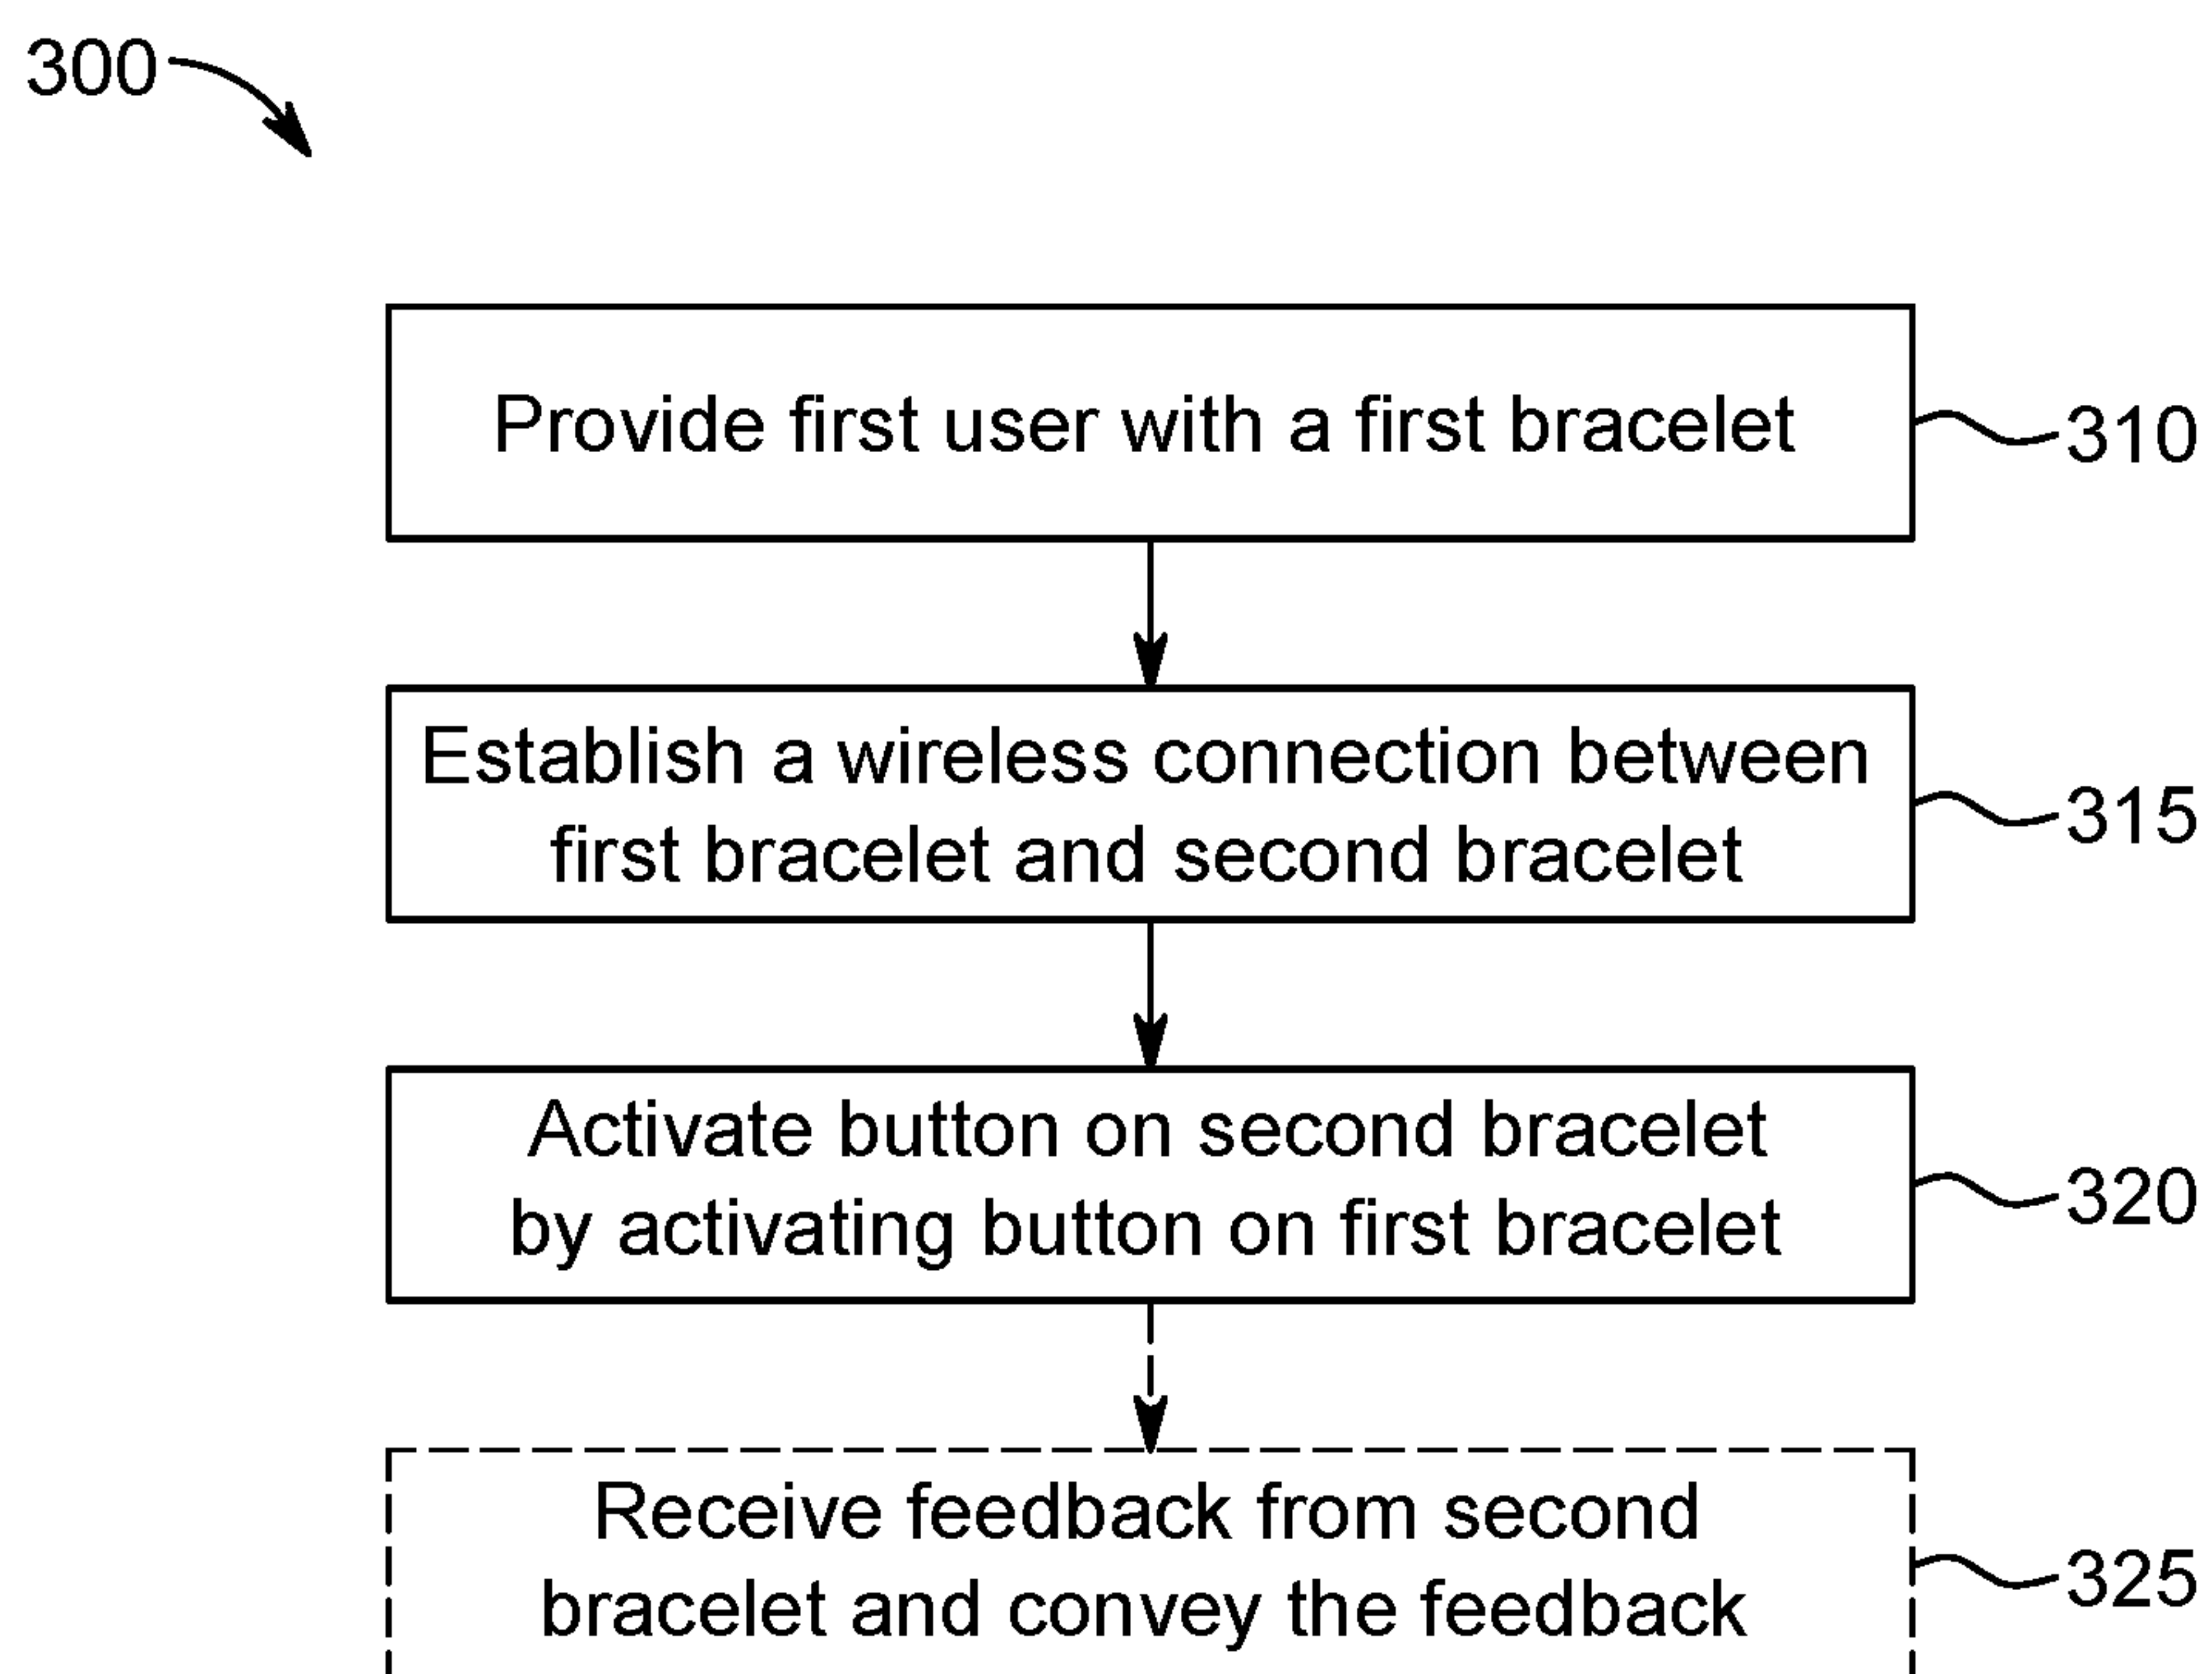 300
Provide first user with a first bracelet
310
Establish a wireless connection between
first bracelet and second bracelet
315
Activate button on second bracelet
by activating button on first bracelet
320
Receive feedback from second
bracelet and convey the feedback
325